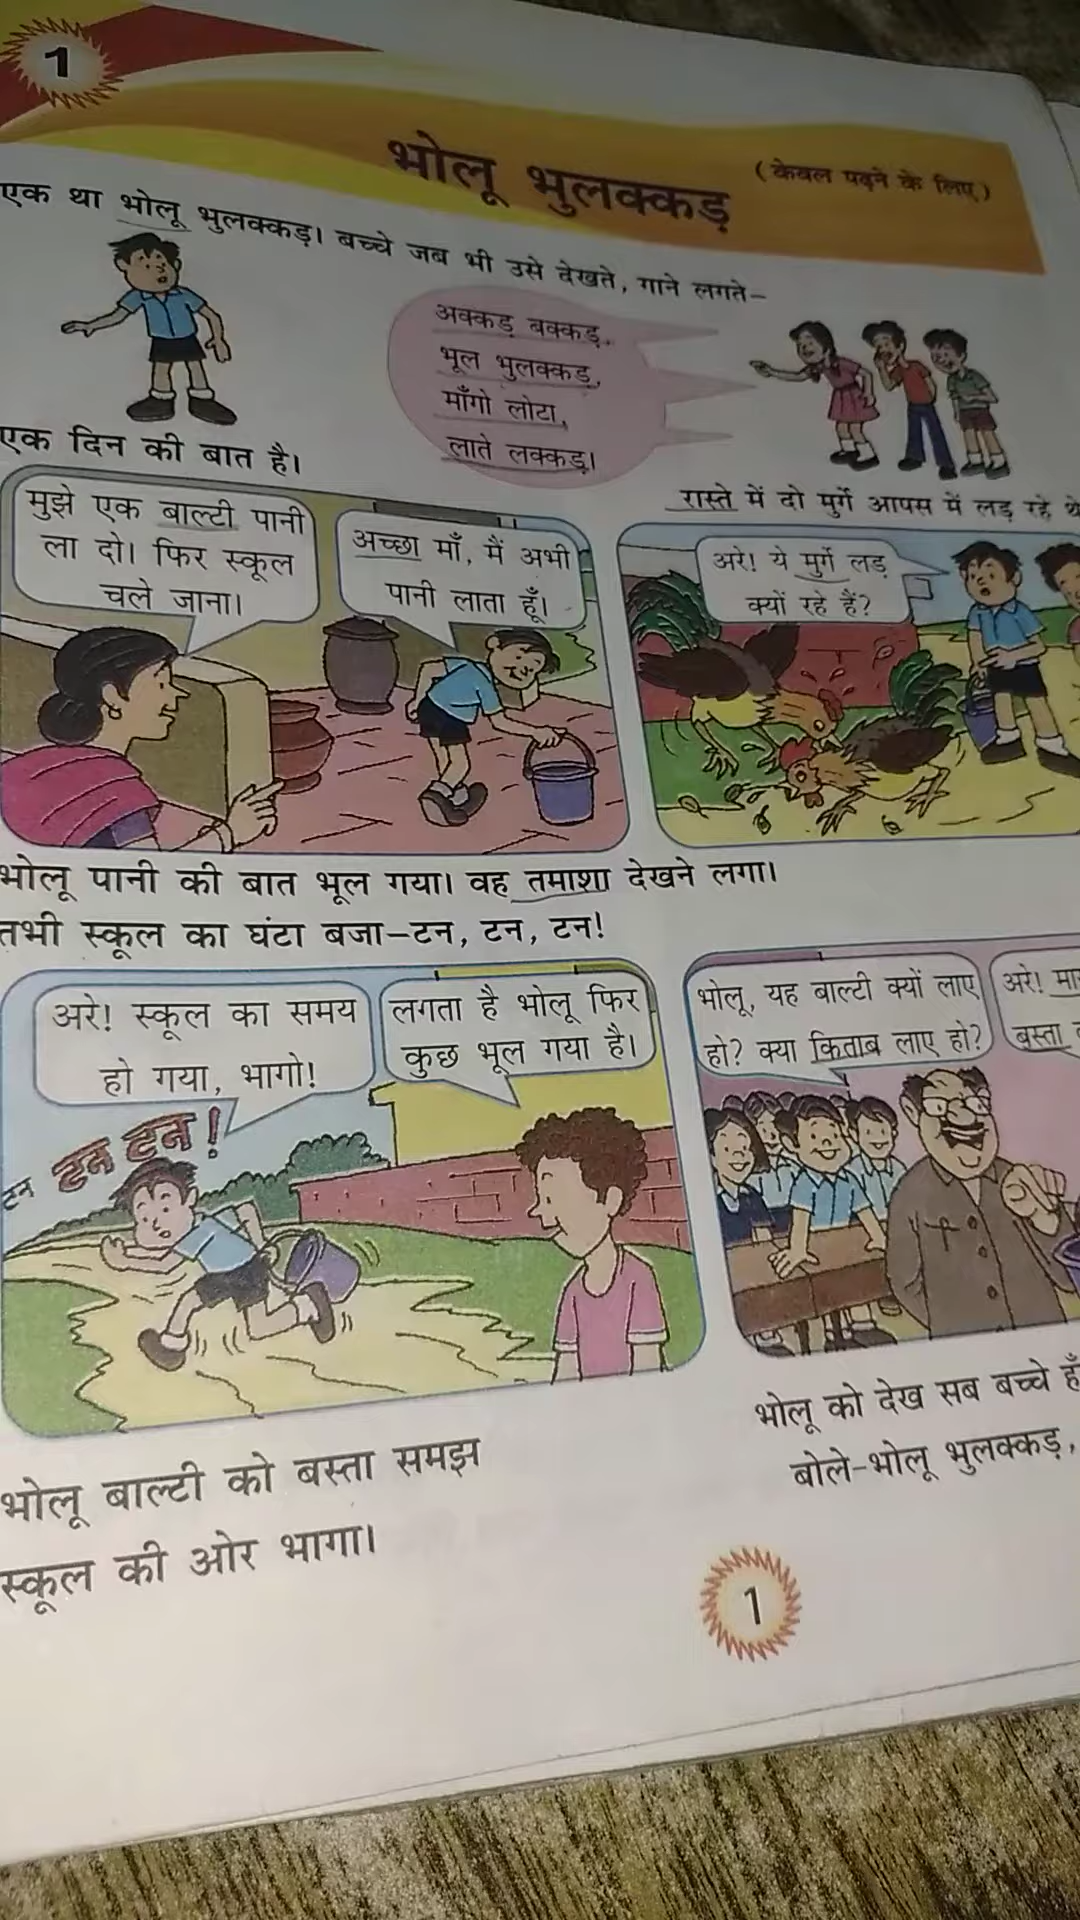 1
भोलू भुलक्कड़
(केवल पढ़ने के लिए)
एक था भोलू भुलक्कड़। बच्चे जब भी उसे देखते, गाने लगते–
अक्कड़ बक्कड़,
भूल भुलक्कड़,
माँगो लोटा,
लाते लक्कड़।
एक दिन की बात है।
मुझे एक बाल्टी पानी
ला दो। फिर स्कूल
चले जाना।
अच्छा माँ, मैं अभी
पानी लाता हूँ।
रास्ते में दो मुर्गे आपस में लड़ रहे थे
अरे! ये मुर्गे लड़
क्यों रहे हैं?
भोलू पानी की बात भूल गया। वह तमाशा देखने लगा।
तभी स्कूल का घंटा बजा–टन, टन, टन!
अरे! स्कूल का समय
हो गया, भागो!
लगता है भोलू फिर
कुछ भूल गया है।
टन टन टन!
भोलू, यह बाल्टी क्यों लाए
हो? क्या किताब लाए हो?
अरे!
बस्ता
भोलू बाल्टी को बस्ता समझ
स्कूल की ओर भागा।
भोलू को देख सब बच्चे
बोले–भोलू भुलक्कड़,
1